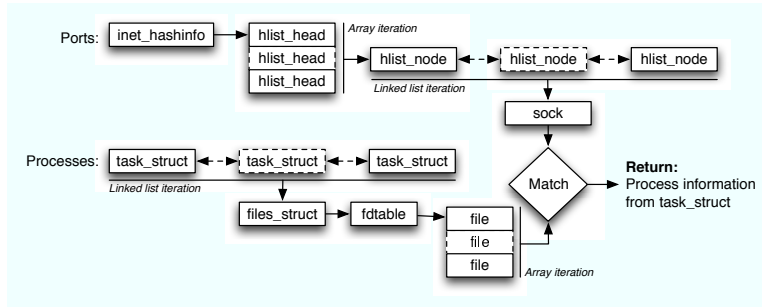 Ports:
inet_hashinfo
hlist_head
hlist_head
hlist_head
Array iteration
hlist_node
hlist_node
hlist_node
Linked list iteration
sock
Processes:
task_struct
task_struct
task_struct
Linked list iteration
Match
Return:
Process information
from task_struct
files_struct
fdtable
file
file
file
Array iteration